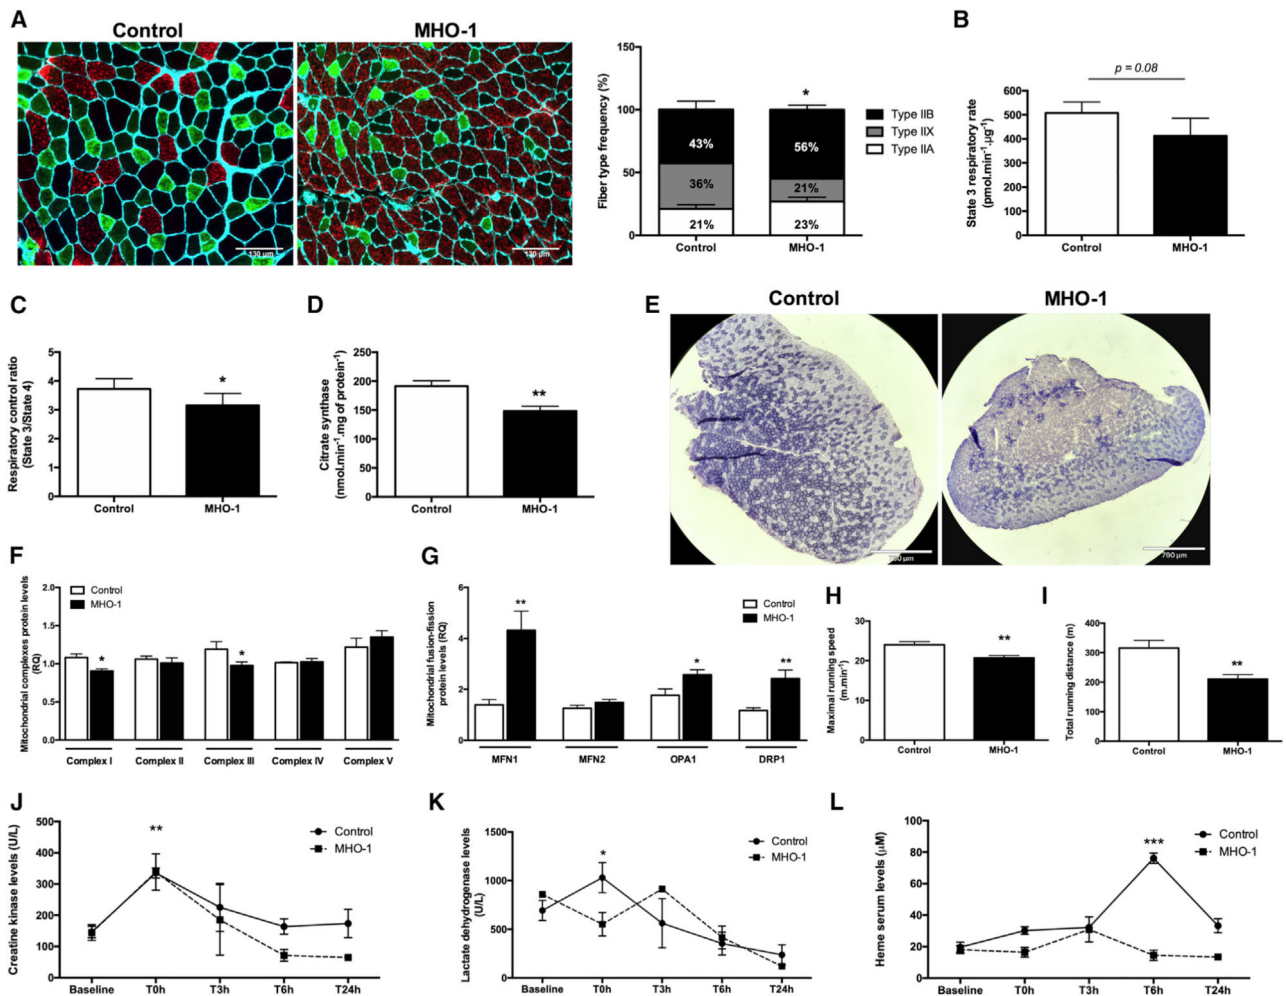 A
Control
MHO-1
130 µm
130 µm
Fiber type frequency (%)
150
100
50
0
43%
36%
21%
*
56%
21%
23%
Control
MHO-1
Type IIB
Type IIX
Type IIA
B
p = 0.08
State 3 respiratory rate
(pmol.min⁻¹.µg⁻¹)
600
500
400
300
200
100
0
Control
MHO-1
C
Respiratory control ratio
(State 3/State 4)
5
4
3
2
1
0
*
Control
MHO-1
D
Citrate synthase
(nmol.min⁻¹.mg of protein⁻¹)
250
200
150
100
50
0
**
Control
MHO-1
E
Control
MHO-1
790 µm
F
Mitochondrial complexes protein levels
(RQ)
2.0
1.5
1.0
0.5
0.0
Control
MHO-1
*
*
Complex I
Complex II
Complex III
Complex IV
Complex V
G
Mitochondrial fusion-fission
protein levels (RQ)
6
4
2
0
Control
MHO-1
**
*
**
MFN1
MFN2
OPA1
DRP1
H
Maximal running speed
(m.min⁻¹)
30
20
10
0
**
Control
MHO-1
I
Total running distance (m)
400
300
200
100
0
**
Control
MHO-1
J
Creatine kinase levels (U/L)
500
400
300
200
100
0
**
Control
MHO-1
Baseline
T0h
T3h
T6h
T24h
K
Lactate dehydrogenase levels
(U/L)
1500
1000
500
0
*
Control
MHO-1
Baseline
T0h
T3h
T6h
T24h
L
Heme serum levels (µM)
100
80
60
40
20
0
***
Control
MHO-1
Baseline
T0h
T3h
T6h
T24h